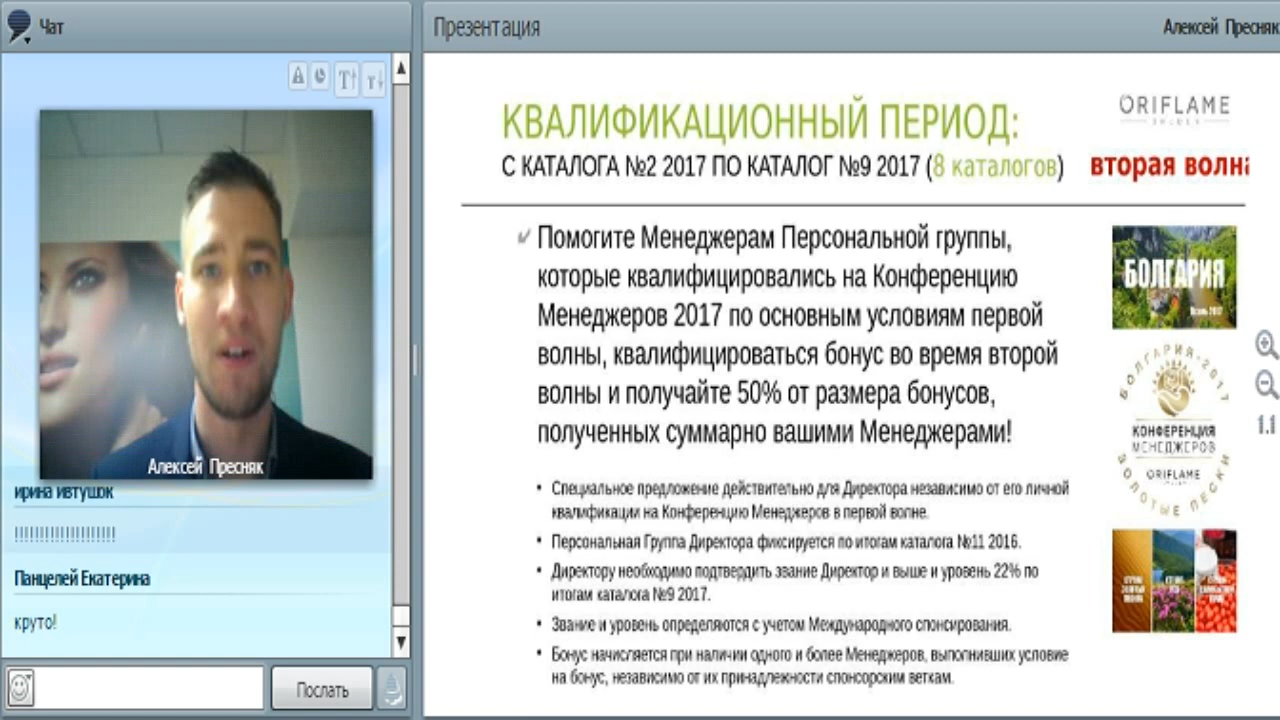 Чат
Алексей Пресняк
ирина ивтушок
!!!!!!!!!!!!!!!!!!!!
Панцелей Екатерина
круто!
Послать
Презентация
Алексей Пресняк
КВАЛИФИКАЦИОННЫЙ ПЕРИОД:
С КАТАЛОГА №2 2017 ПО КАТАЛОГ №9 2017 (8 каталогов)
Помогите Менеджерам Персональной группы,
которые квалифицировались на Конференцию
Менеджеров 2017 по основным условиям первой
волны, квалифицироваться бонус во время второй
волны и получайте 50% от размера бонусов,
полученных суммарно вашими Менеджерами!
• Специальное предложение действительно для Директора независимо от его личной
квалификации на Конференцию Менеджеров в первой волне.
• Персональная Группа Директора фиксируется по итогам каталога №11 2016.
• Директору необходимо подтвердить звание Директор и выше и уровень 22% по
итогам каталога №9 2017.
• Звание и уровень определяются с учетом Международного спонсирования.
• Бонус начисляется при наличии одного и более Менеджеров, выполнивших условие
на бонус, независимо от их принадлежности спонсорским веткам.
ORIFLAME
SWEDEN
вторая волна
БОЛГАРИЯ
БОЛГАРИЯ-2017
КОНФЕРЕНЦИЯ
МЕНЕДЖЕРОВ
ORIFLAME
ЗОЛОТЫЕ ПЕСКИ
1.1